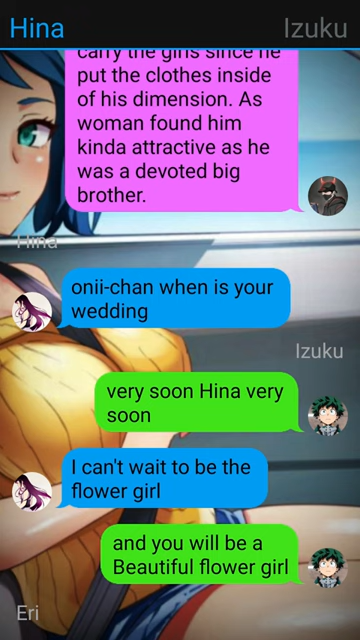 Hina
Izuku
carry the girls since he
put the clothes inside
of his dimension. As
woman found him
kinda attractive as he
was a devoted big
brother.
Hina
onii-chan when is your
wedding
Izuku
very soon Hina very
soon
I can't wait to be the
flower girl
and you will be a
Beautiful flower girl
Eri